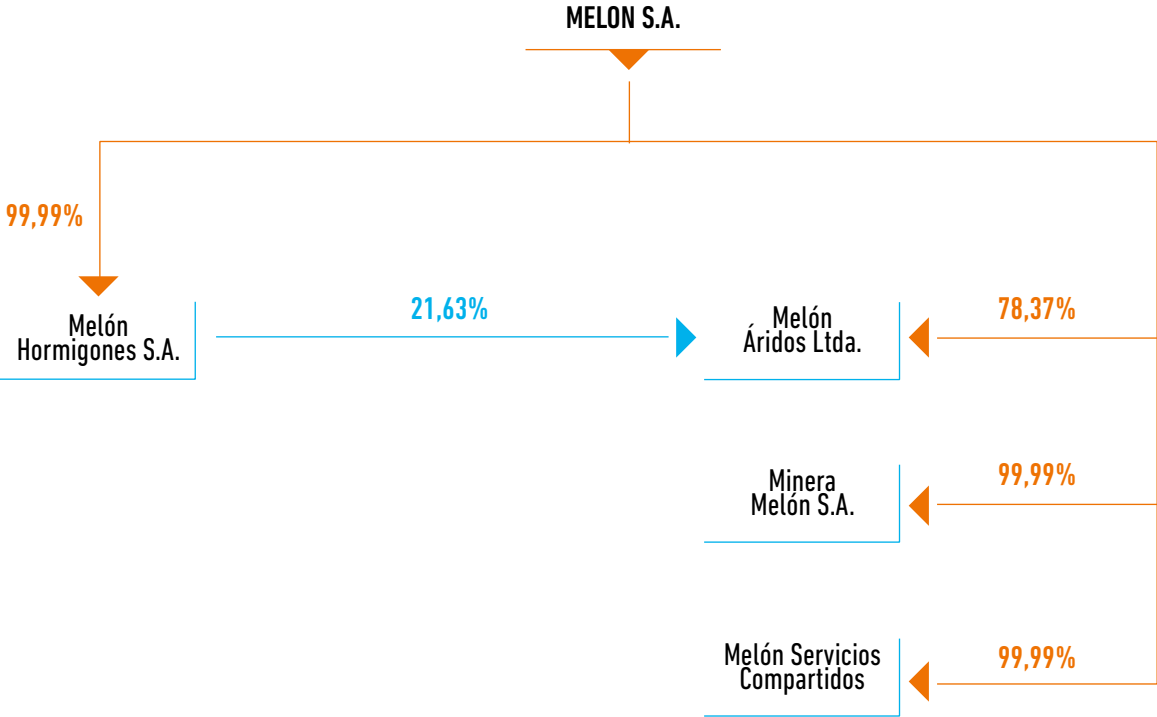 MELON S.A.
99,99%
Melón
Hormigones S.A.
21,63%
Melón
Áridos Ltda.
78,37%
Minera
Melón S.A.
99,99%
Melón Servicios
Compartidos
99,99%